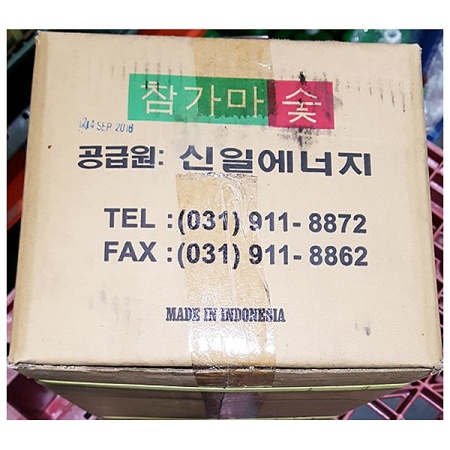 참가마 숯
24 SEP 2018
공급원: 신일에너지
TEL : (031) 911- 8872
FAX : (031) 911- 8862
MADE IN INDONESIA